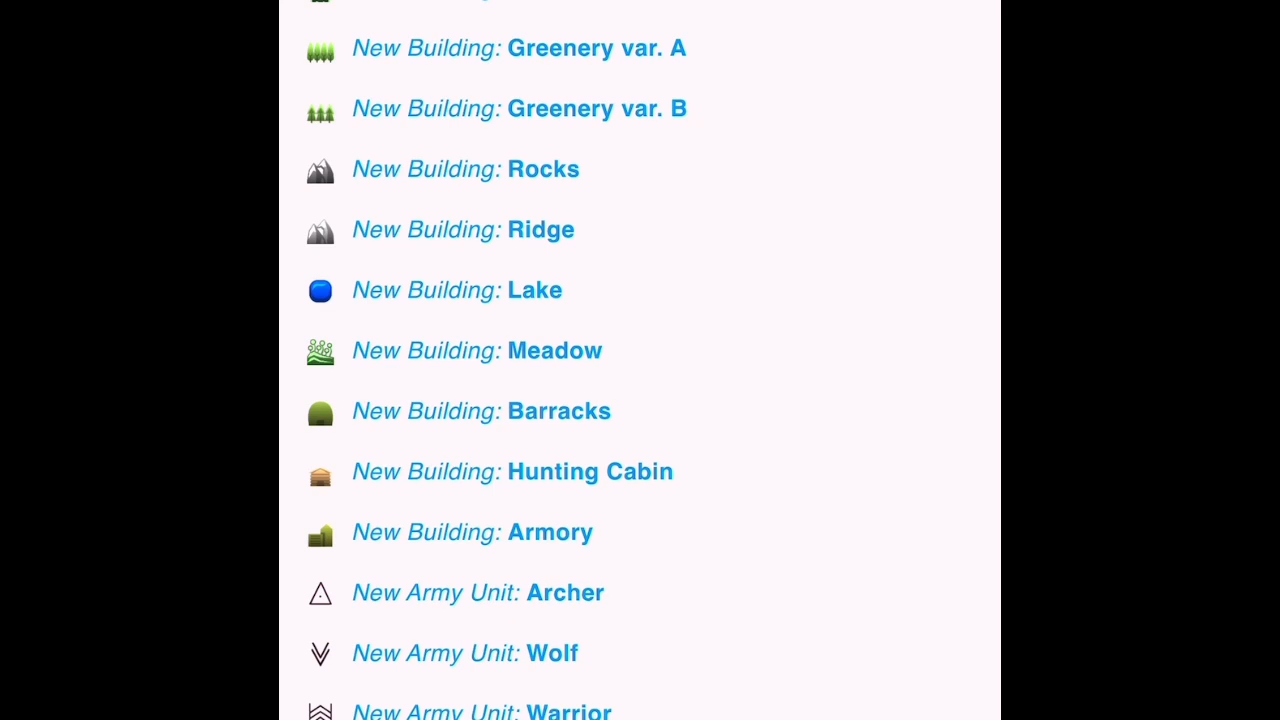 New Building: Greenery var. A
New Building: Greenery var. B
New Building: Rocks
New Building: Ridge
New Building: Lake
New Building: Meadow
New Building: Barracks
New Building: Hunting Cabin
New Building: Armory
New Army Unit: Archer
New Army Unit: Wolf
New Army Unit: Warrior